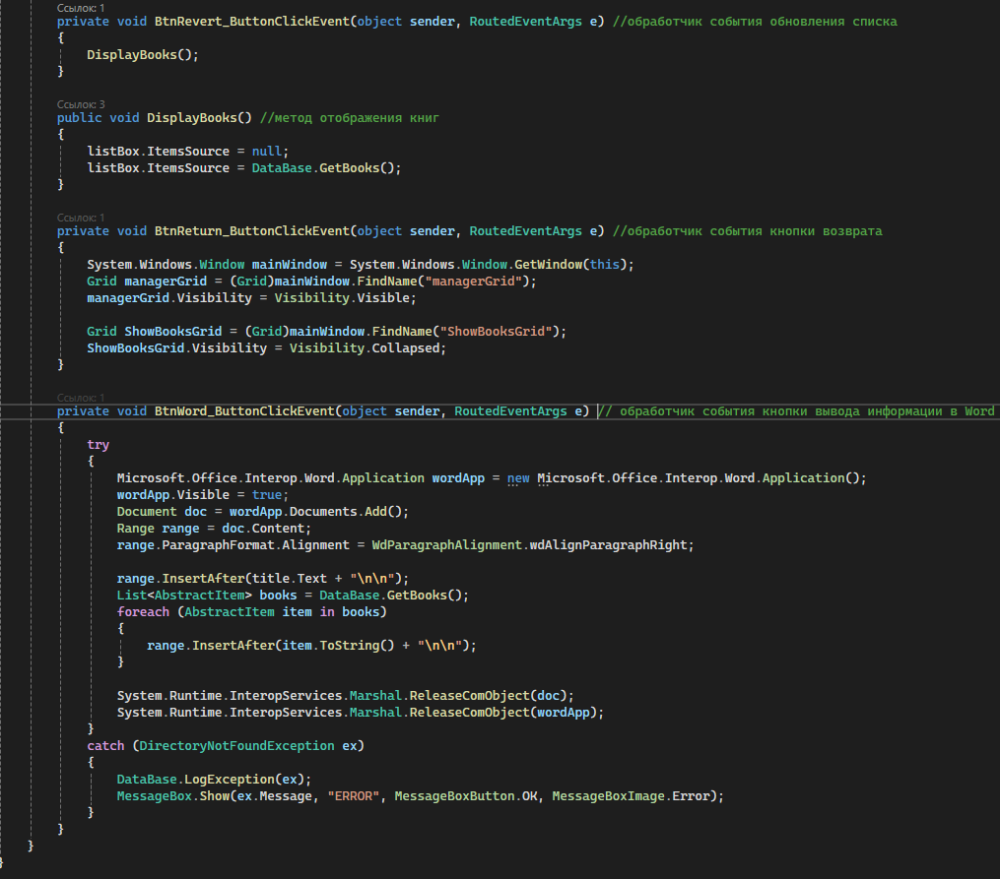 Ссылок: 1
private void BtnRevert_ButtonClickEvent(object sender, RoutedEventArgs e) //обработчик события обновления списка
{
DisplayBooks();
}
Ссылок: 3
public void DisplayBooks() //метод отображения книг
{
listBox.ItemsSource = null;
listBox.ItemsSource = DataBase.GetBooks();
}
Ссылок: 1
private void BtnReturn_ButtonClickEvent(object sender, RoutedEventArgs e) //обработчик события кнопки возврата
{
System.Windows.Window mainWindow = System.Windows.Window.GetWindow(this);
Grid managerGrid = (Grid)mainWindow.FindName("managerGrid");
managerGrid.Visibility = Visibility.Visible;
Grid ShowBooksGrid = (Grid)mainWindow.FindName("ShowBooksGrid");
ShowBooksGrid.Visibility = Visibility.Collapsed;
}
Ссылок: 1
private void BtnWord_ButtonClickEvent(object sender, RoutedEventArgs e) // обработчик события кнопки вывода информации в Word
{
try
{
Microsoft.Office.Interop.Word.Application wordApp = new Microsoft.Office.Interop.Word.Application();
wordApp.Visible = true;
Document doc = wordApp.Documents.Add();
Range range = doc.Content;
range.ParagraphFormat.Alignment = WdParagraphAlignment.wdAlignParagraphRight;
range.InsertAfter(title.Text + "\n\n");
List<AbstractItem> books = DataBase.GetBooks();
foreach (AbstractItem item in books)
{
range.InsertAfter(item.ToString() + "\n\n");
}
System.Runtime.InteropServices.Marshal.ReleaseComObject(doc);
System.Runtime.InteropServices.Marshal.ReleaseComObject(wordApp);
}
catch (DirectoryNotFoundException ex)
{
DataBase.LogException(ex);
MessageBox.Show(ex.Message, "ERROR", MessageBoxButton.OK, MessageBoxImage.Error);
}
}
}
}